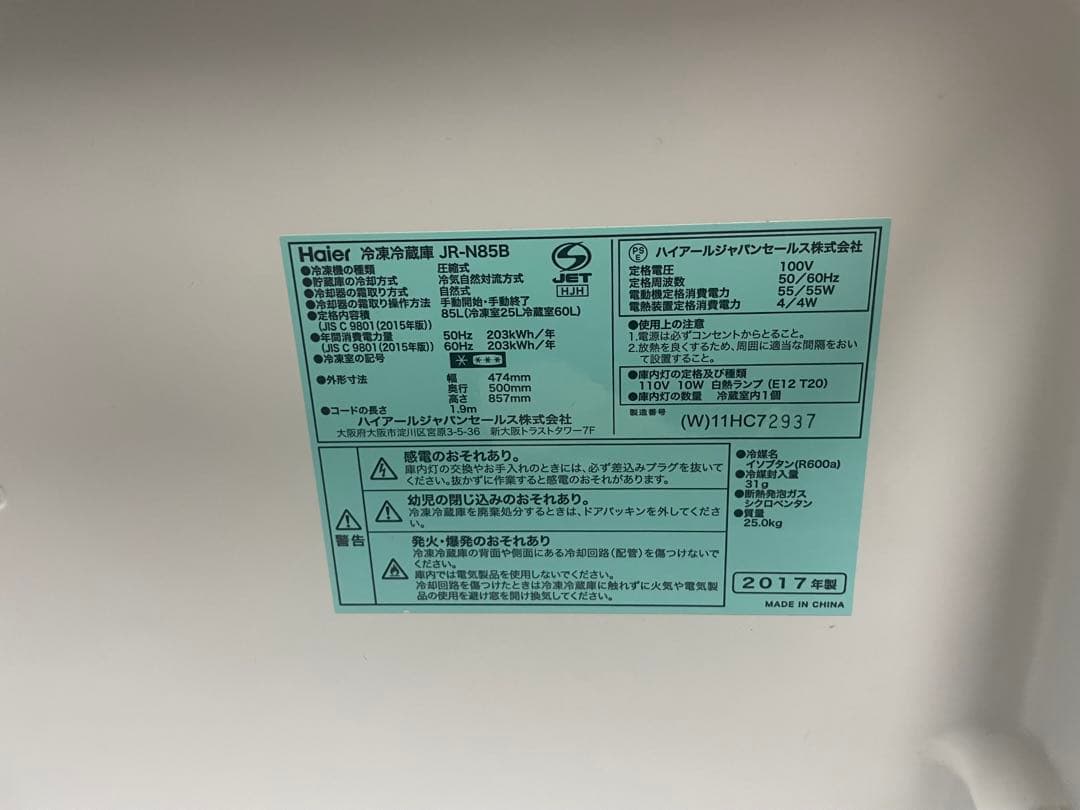 Haier 冷凍冷蔵庫 JR-N85B
●冷凍機の種類 圧縮式
●貯蔵庫の冷却方式 冷気自然対流方式
●冷却器の霜取り方式 自然式
●冷却器の霜取り操作方法 手動開始・手動終了
●定格内容積 85L(冷凍室25L冷蔵室60L)
(JIS C 9801(2015年版))
●年間消費電力量 50Hz 203kWh/年
(JIS C 9801(2015年版)) 60Hz 203kWh/年
●冷凍室の記号
●外形寸法 幅 474mm
奥行 500mm
高さ 857mm
●コードの長さ 1.9m
ハイアールジャパンセールス株式会社
大阪府大阪市淀川区宮原3-5-36 新大阪トラストタワー7F
JET
HJH
PS
E
ハイアールジャパンセールス株式会社
定格電圧 100V
定格周波数 50/60Hz
電動機定格消費電力 55/55W
電熱装置定格消費電力 4/4W
●使用上の注意
1.電源は必ずコンセントからとること。
2.放熱を良くするため、周囲に適当な間隔をおい
て設置すること。
●庫内灯の定格及び種類
110V 10W 白熱ランプ(E12 T20)
●庫内灯の数量 冷蔵室内1個
製造番号 (W)11HC72937
警告
感電のおそれあり。
庫内灯の交換やお手入れのときには、必ず差込みプラグを抜いて
ください。抜かずに作業すると感電のおそれがあります。
幼児の閉じ込みのおそれあり。
冷凍冷蔵庫を廃棄処分するときは、ドアパッキンを外してくださ
い。
発火・爆発のおそれあり
冷凍冷蔵庫の背面や側面にある冷却回路(配管)を傷つけないで
ください。
庫内では電気製品を使用しないでください。
冷却回路を傷つけたときは冷凍冷蔵庫に触れずに火気や電気製
品の使用を避け窓を開け換気してください。
●冷媒名
イソブタン(R600a)
●冷媒封入量
31g
●断熱発泡ガス
シクロペンタン
●質量
25.0kg
2017年製
MADE IN CHINA